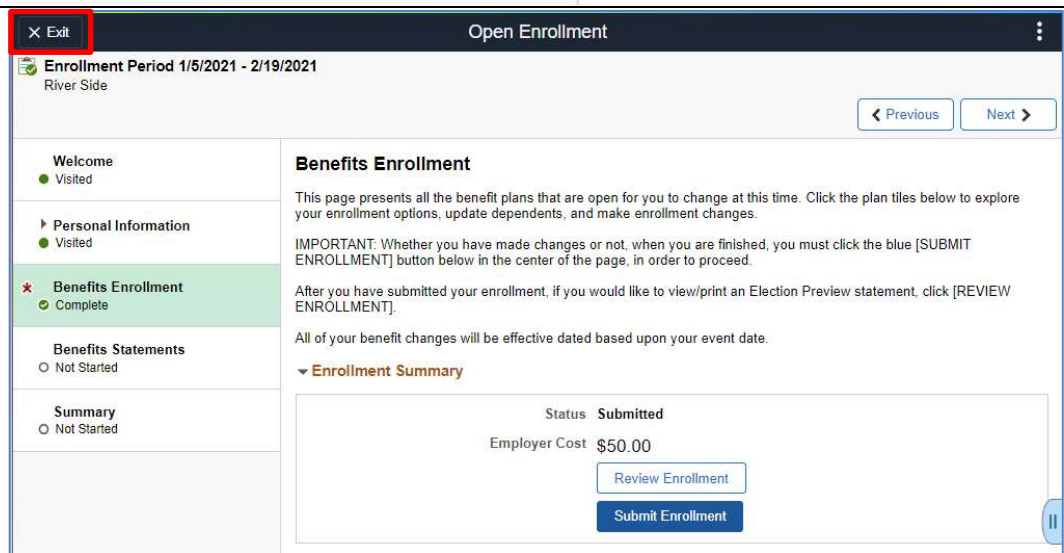 Exit
Open Enrollment
Enrollment Period 1/5/2021 - 2/19/2021
River Side
Previous
Next
Welcome
Visited
Personal Information
Visited
* Benefits Enrollment
Complete
Benefits Statements
Not Started
Summary
Not Started
Benefits Enrollment
This page presents all the benefit plans that are open for you to change at this time. Click the plan tiles below to explore
your enrollment options, update dependents, and make enrollment changes.
IMPORTANT: Whether you have made changes or not, when you are finished, you must click the blue [SUBMIT
ENROLLMENT] button below in the center of the page, in order to proceed.
After you have submitted your enrollment, if you would like to view/print an Election Preview statement, click [REVIEW
ENROLLMENT].
All of your benefit changes will be effective dated based upon your event date.
Enrollment Summary
Status Submitted
Employer Cost $50.00
Review Enrollment
Submit Enrollment